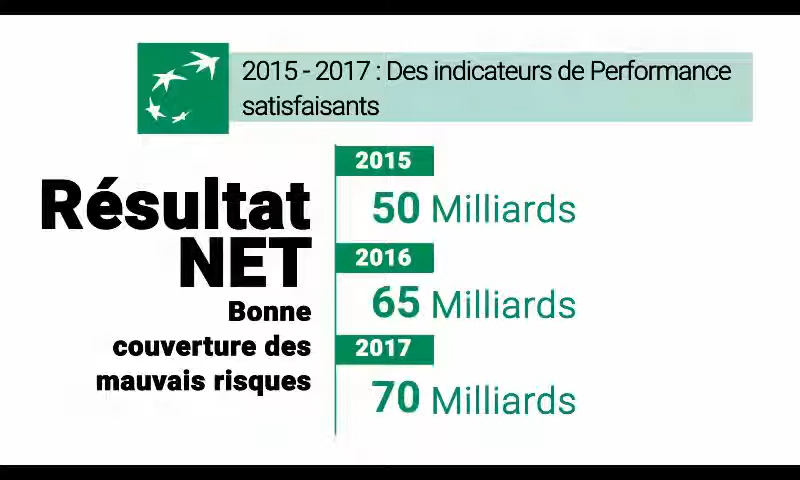 2015 - 2017 : Des indicateurs de Performance
satisfaisants
Résultat
NET
Bonne
couverture des
mauvais risques
2015
50 Milliards
2016
65 Milliards
2017
70 Milliards